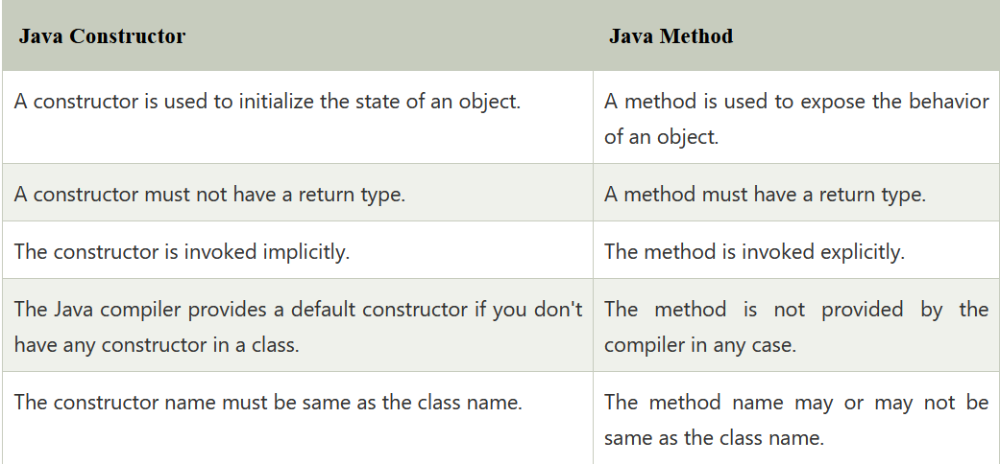 Java Constructor
Java Method
A constructor is used to initialize the state of an object.
A method is used to expose the behavior
of an object.
A constructor must not have a return type.
A method must have a return type.
The constructor is invoked implicitly.
The method is invoked explicitly.
The Java compiler provides a default constructor if you don't
have any constructor in a class.
The method is not provided by the
compiler in any case.
The constructor name must be same as the class name.
The method name may or may not be
same as the class name.